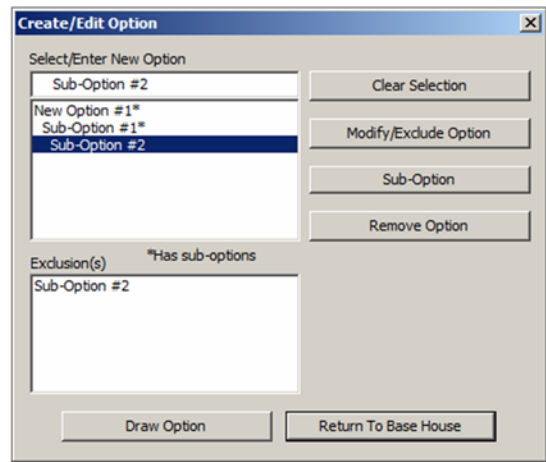 Create/Edit Option
Select/Enter New Option
Sub-Option #2
Clear Selection
New Option #1*
Sub-Option #1*
Sub-Option #2
Modify/Exclude Option
Sub-Option
Remove Option
Exclusion(s)
*Has sub-options
Sub-Option #2
Draw Option
Return To Base House